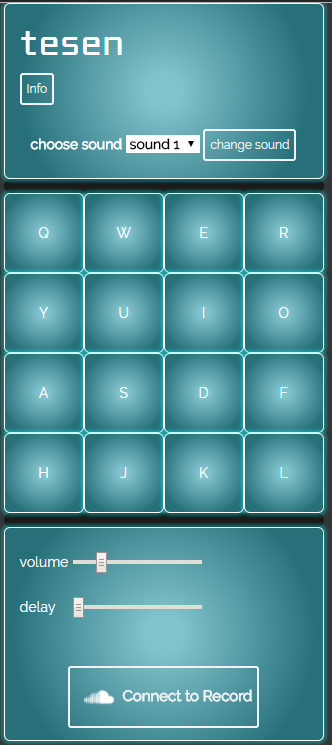 tesen
Info
choose sound sound 1 change sound
Q W E R
Y U I O
A S D F
H J K L
volume
delay
Connect to Record